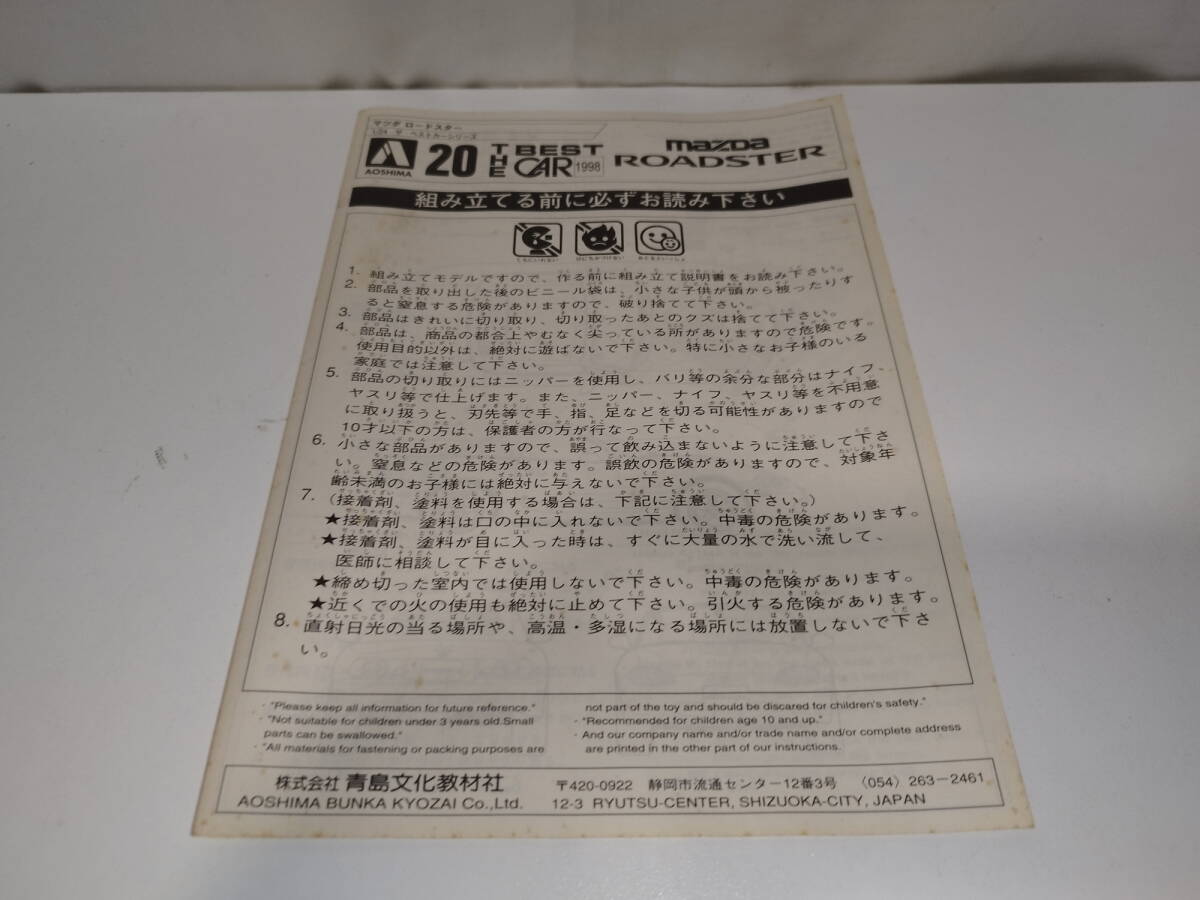 マツダ ロードスター
1/24 ザ ベストカーシリーズ
AOSHIMA 20 THE BEST CAR 1998 mazda ROADSTER
組み立てる前に必ずお読み下さい
1. 組み立てモデルですので、作る前に組み立て説明書をお読み下さい。
2. 部品を取り出した後のビニール袋は、小さな子供が頭から被ったりす
ると窒息する危険がありますので、破り捨てて下さい。
3. 部品はきれいに切り取り、切り取ったあとのクズは捨てて下さい。
4. 部品は、商品の都合上やむなく尖っている所がありますので危険です。
使用目的以外は、絶対に遊ばないで下さい。特に小さなお子様のいる
家庭では注意して下さい。
5. 部品の切り取りにはニッパーを使用し、バリ等の余分な部分はナイフ、
ヤスリ等で仕上げます。また、ニッパー、ナイフ、ヤスリ等を不用意
に取り扱うと、刃先等で手、指、足などを切る可能性がありますので
10才以下の方は、保護者の方が行なって下さい。
6. 小さな部品がありますので、誤って飲み込まないように注意して下さ
い。窒息などの危険があります。誤飲の危険がありますので、対象年
齢未満のお子様には絶対に与えないで下さい。
7. (接着剤、塗料を使用する場合は、下記に注意して下さい。)
★接着剤、塗料は口の中に入れないで下さい。中毒の危険があります。
★接着剤、塗料が目に入った時は、すぐに大量の水で洗い流して、
医師に相談して下さい。
★締め切った室内では使用しないで下さい。中毒の危険があります。
★近くでの火の使用も絶対に止めて下さい。引火する危険があります。
8. 直射日光の当る場所や、高温・多湿になる場所には放置しないで下さ
い。
· "Please keep all information for future reference."
· "Not suitable for children under 3 years old.Small
parts can be swallowed."
· "All materials for fastening or packing purposes are
not part of the toy and should be discared for children's safety."
· "Recommended for children age 10 and up."
· And our company name and/or trade name and/or complete address
are printed in the other part of our instructions.
株式会社 青島文化教材社 〒420-0922 静岡市流通センター12番3号 (054) 263-2461
AOSHIMA BUNKA KYOZAI Co.,Ltd. 12-3 RYUTSU-CENTER, SHIZUOKA-CITY, JAPAN